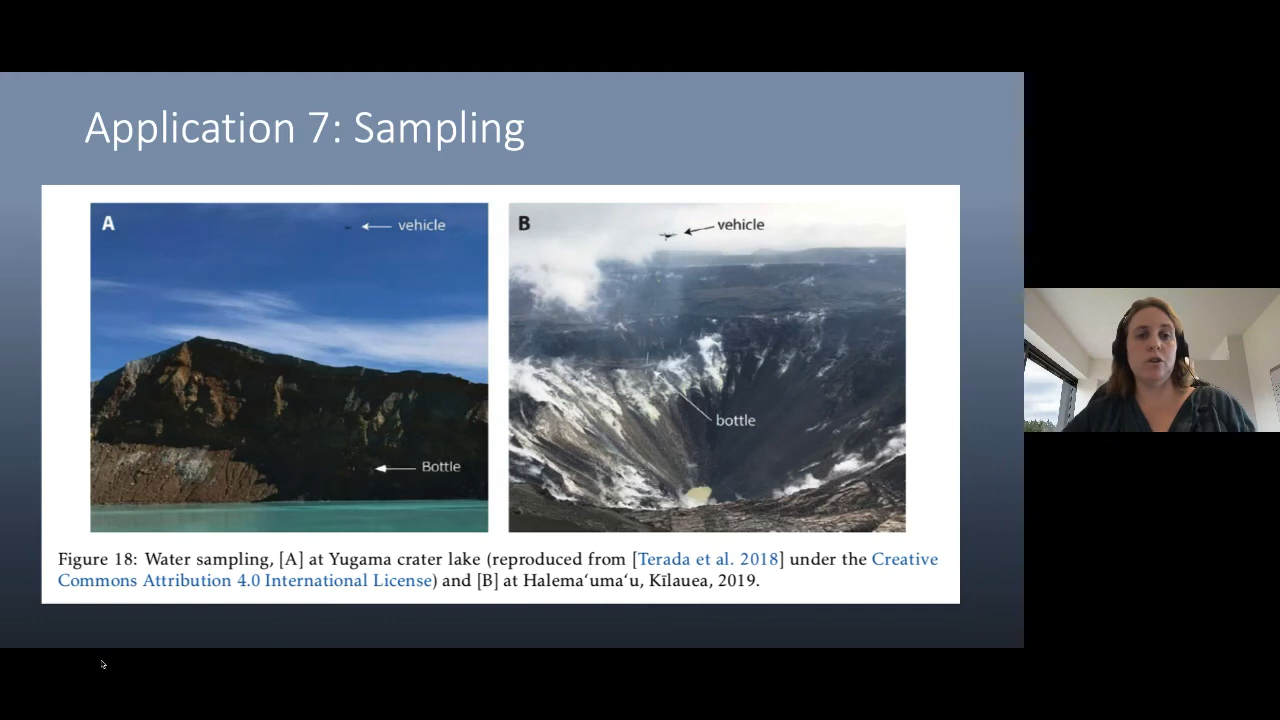 Application 7: Sampling
A
vehicle
Bottle
B
vehicle
bottle
Figure 18: Water sampling, [A] at Yugama crater lake (reproduced from [Terada et al. 2018] under the Creative
Commons Attribution 4.0 International License) and [B] at Halemaʻumaʻu, Kīlauea, 2019.